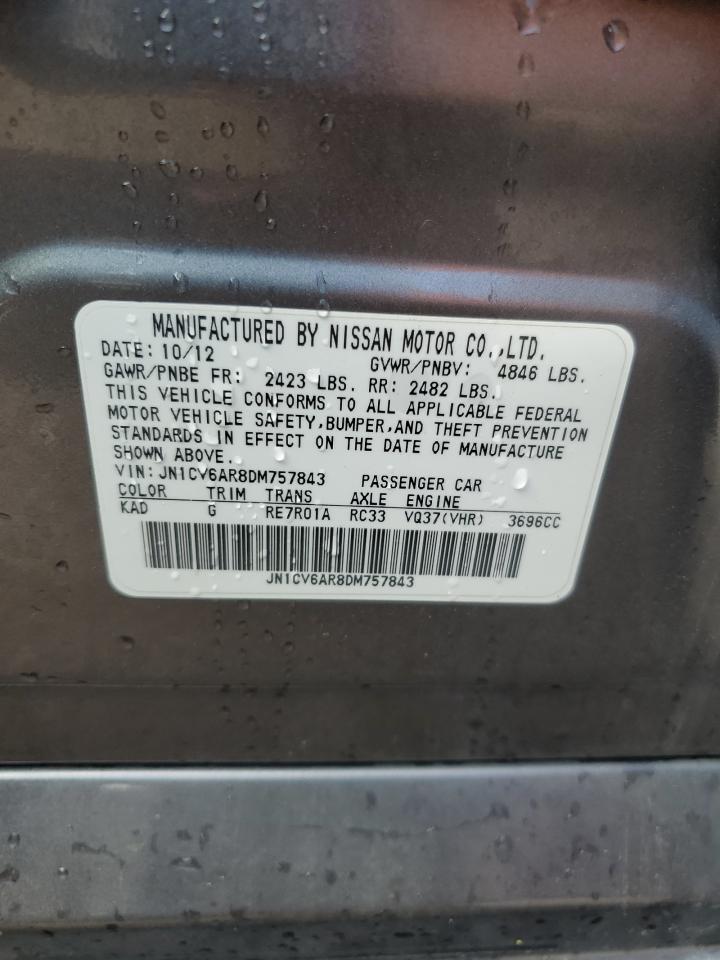 MANUFACTURED BY NISSAN MOTOR CO.,LTD.
DATE: 10/12 GVWR/PNBV: 4846 LBS.
GAWR/PNBE FR: 2423 LBS. RR: 2482 LBS.
THIS VEHICLE CONFORMS TO ALL APPLICABLE FEDERAL
MOTOR VEHICLE SAFETY,BUMPER,AND THEFT PREVENTION
STANDARDS IN EFFECT ON THE DATE OF MANUFACTURE
SHOWN ABOVE.
VIN: JN1CV6AR8DM757843 PASSENGER CAR
COLOR TRIM TRANS AXLE ENGINE
KAD G RE7R01A RC33 VQ37(VHR) 3696CC
JN1CV6AR8DM757843